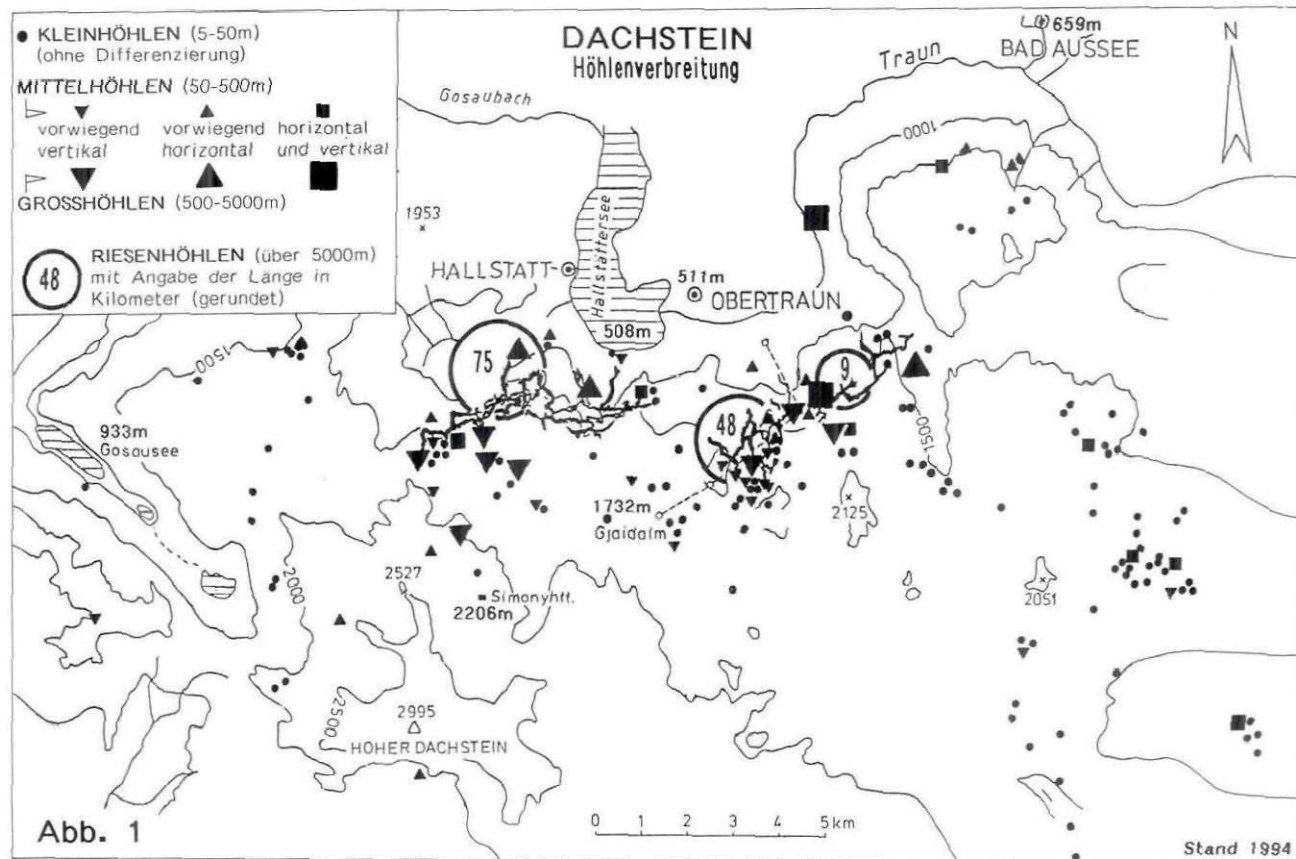 ● KLEINHÖHLEN (5-50m)
(ohne Differenzierung)
MITTELHÖHLEN (50-500m)
vorwiegend vertikal
vorwiegend horizontal
horizontal und vertikal
GROSSHÖHLEN (500-5000m)
48
RIESENHÖHLEN (über 5000m)
mit Angabe der Länge in
Kilometer (gerundet)
DACHSTEIN
Höhlenverbreitung
659m
BAD AUSSEE
N
Traun
Gosaubach
1000
1953
Hallstättersee
HALLSTATT
511m
OBERTRAUN
508m
1500
75
9
48
933m
Gosausee
1500
1732m
Gjaidalm
2125
2000
2527
Simonyhtt.
2206m
2051
2500
2995
HOHER DACHSTEIN
Abb. 1
0 1 2 3 4 5 km
Stand 1994